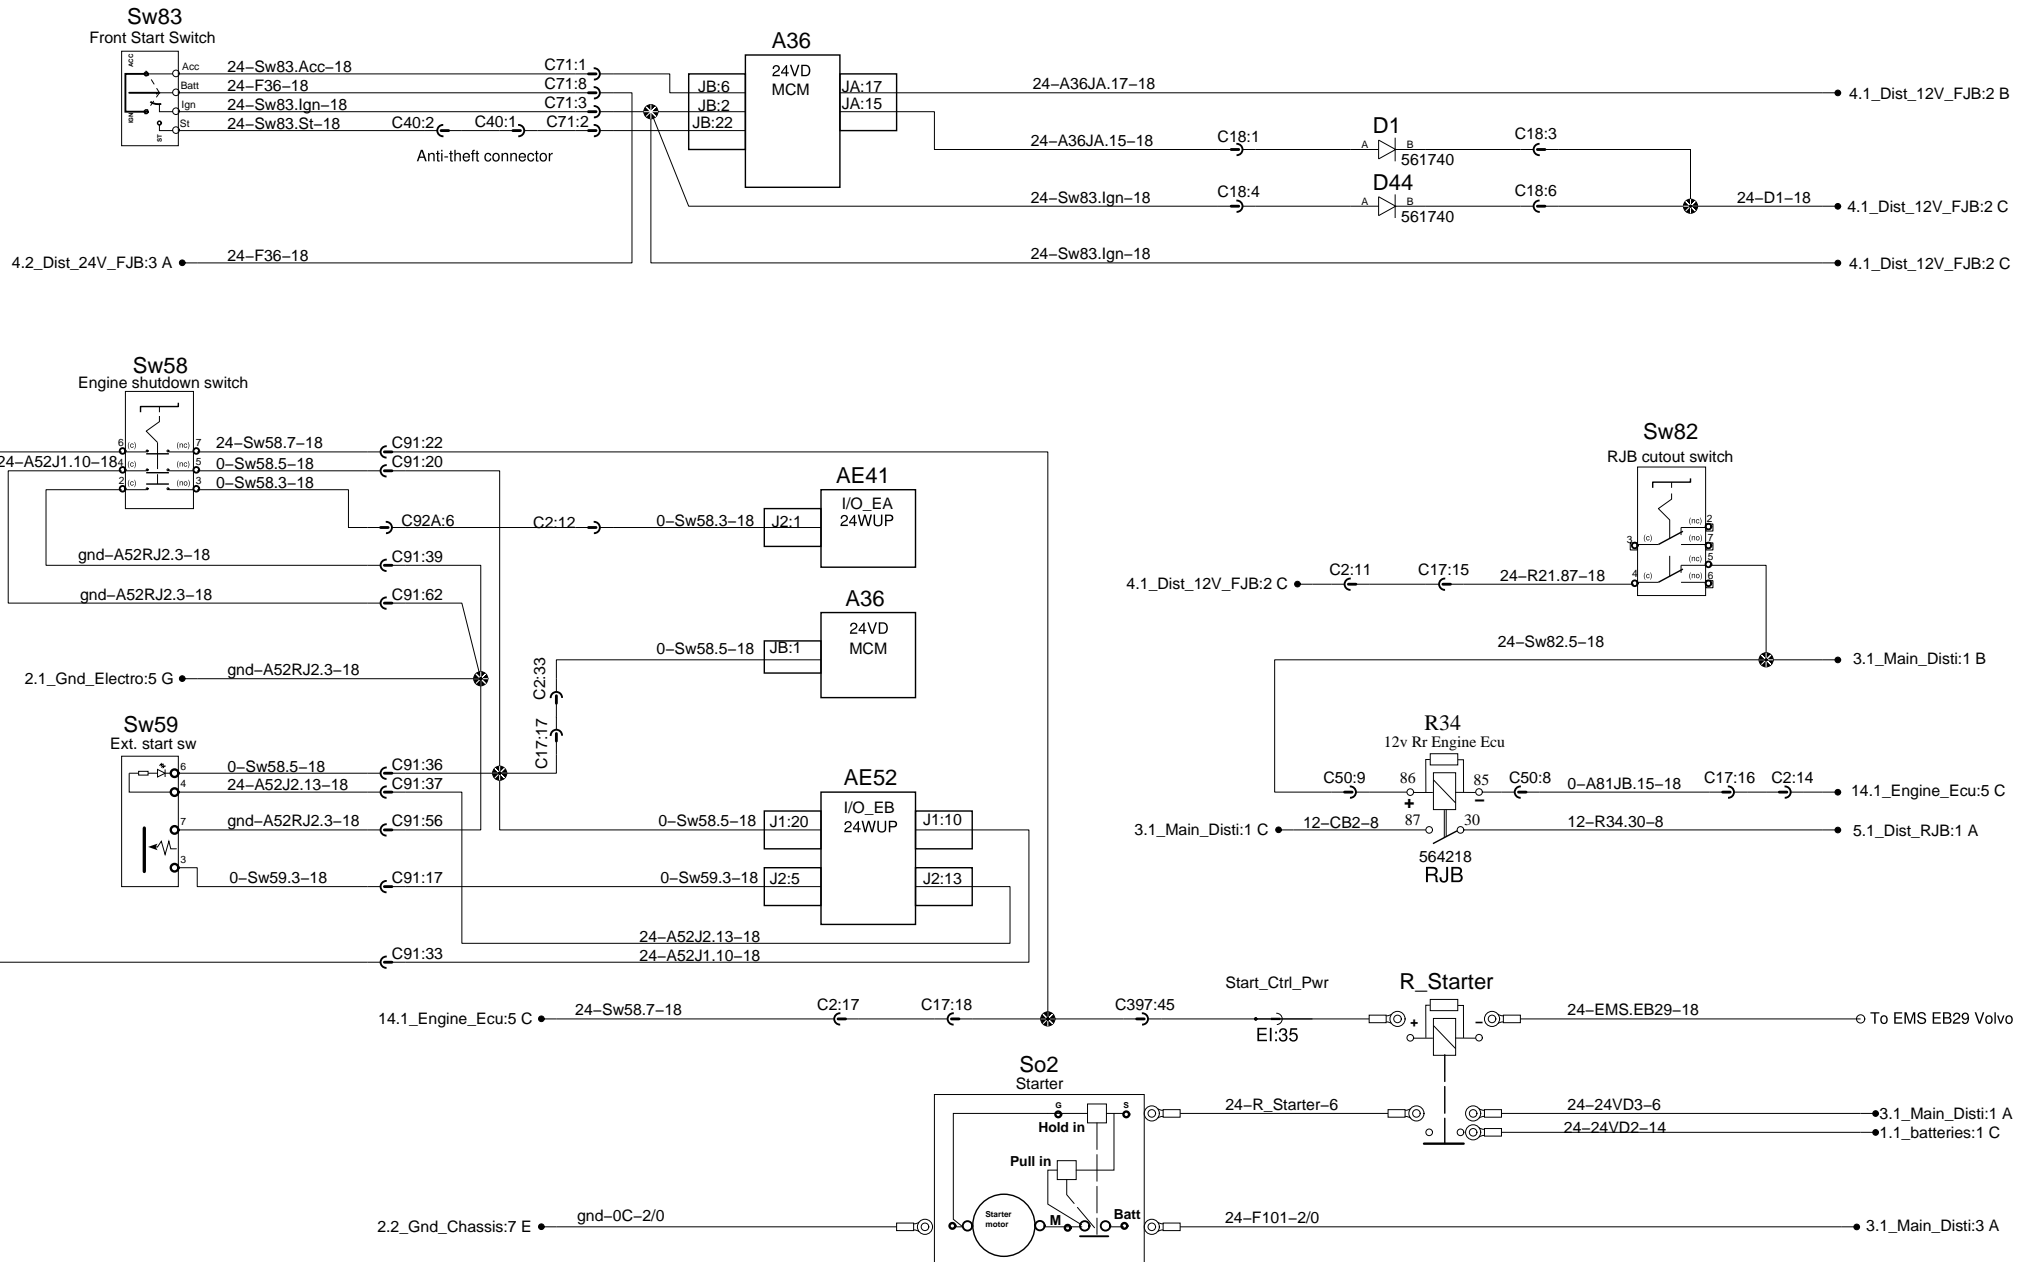 Sw83
Front Start Switch
ACC
IGN
ST
Acc
Batt
Ign
St
24-Sw83.Acc-18
24-F36-18
24-Sw83.Ign-18
24-Sw83.St-18
C40:2
C40:1
C71:1
C71:8
C71:3
C71:2
Anti-theft connector
A36
24VD
MCM
JB:6
JB:2
JB:22
JA:17
JA:15
24-A36JA.17-18
4.1_Dist_12V_FJB:2 B
24-A36JA.15-18
C18:1
D1
A
B
561740
C18:3
24-Sw83.Ign-18
C18:4
D44
A
B
561740
C18:6
24-D1-18
4.1_Dist_12V_FJB:2 C
4.2_Dist_24V_FJB:3 A
24-F36-18
24-Sw83.Ign-18
4.1_Dist_12V_FJB:2 C
Sw58
Engine shutdown switch
6 (c) (nc) 7
4 (c) (nc) 5
2 (c) (no) 3
24-A52J1.10-18
24-Sw58.7-18
0-Sw58.5-18
0-Sw58.3-18
C91:22
C91:20
C92A:6
C2:12
0-Sw58.3-18
J2:1
AE41
I/O_EA
24WUP
gnd-A52RJ2.3-18
C91:39
gnd-A52RJ2.3-18
C91:62
2.1_Gnd_Electro:5 G
gnd-A52RJ2.3-18
C2:33
C17:17
0-Sw58.5-18
JB:1
A36
24VD
MCM
Sw59
Ext. start sw
6
4
7
3
0-Sw58.5-18
C91:36
24-A52J2.13-18
C91:37
gnd-A52RJ2.3-18
C91:56
0-Sw59.3-18
C91:17
AE52
I/O_EB
24WUP
0-Sw58.5-18
J1:20
J1:10
0-Sw59.3-18
J2:5
J2:13
24-A52J2.13-18
C91:33
24-A52J1.10-18
Sw82
RJB cutout switch
(nc) 2
3 (c) (no) 7
(nc) 5
4 (c) (no) 6
4.1_Dist_12V_FJB:2 C
C2:11
C17:15
24-R21.87-18
24-Sw82.5-18
3.1_Main_Disti:1 B
R34
12v Rr Engine Ecu
C50:9
86
+
85
-
C50:8
0-A81JB.15-18
C17:16
C2:14
14.1_Engine_Ecu:5 C
3.1_Main_Disti:1 C
12-CB2-8
87
30
12-R34.30-8
5.1_Dist_RJB:1 A
564218
RJB
14.1_Engine_Ecu:5 C
24-Sw58.7-18
C2:17
C17:18
C397:45
Start_Ctrl_Pwr
EI:35
R_Starter
+
-
24-EMS.EB29-18
To EMS EB29 Volvo
So2
Starter
G
S
Hold in
Pull in
Starter
motor
M
Batt
24-R_Starter-6
24-24VD3-6
3.1_Main_Disti:1 A
24-24VD2-14
1.1_batteries:1 C
2.2_Gnd_Chassis:7 E
gnd-0C-2/0
24-F101-2/0
3.1_Main_Disti:3 A